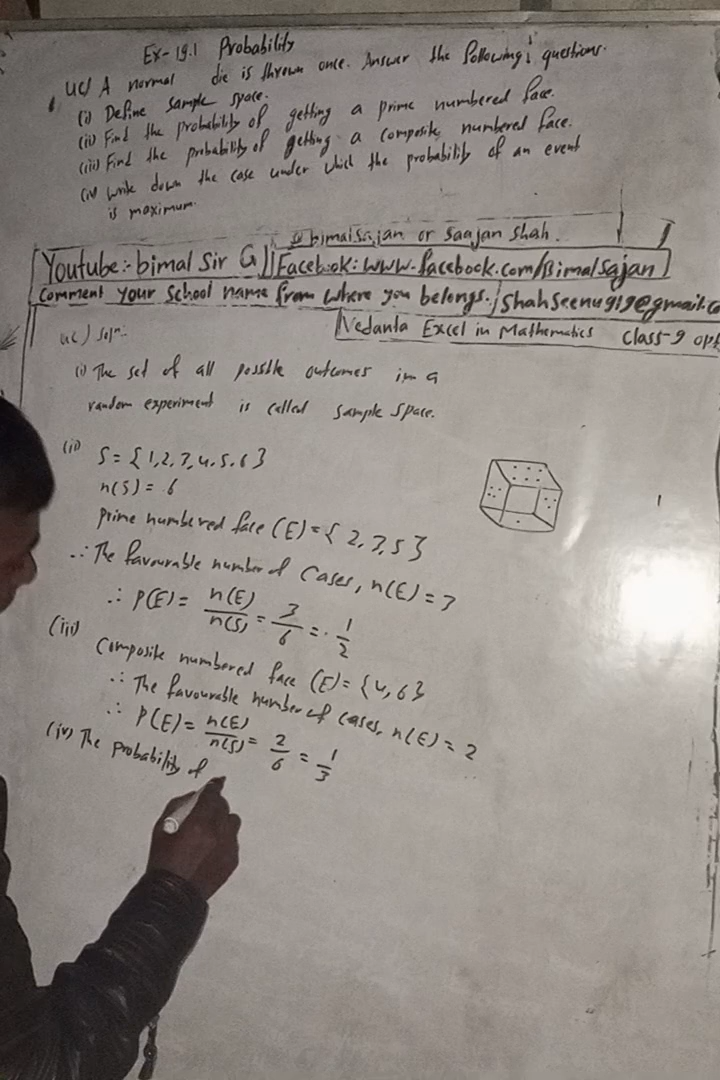 Ex-19.1 Probability
4c) A normal die is thrown once. Answer the following questions.
(i) Define sample space.
(ii) Find the probability of getting a prime numbered face.
(iii) Find the probability of getting a composite numbered face.
(iv) Write down the case under which the probability of an event
is maximum.
@bimalsajan or Saajan Shah.
Youtube:- bimal Sir G Facebook: www.facebook.com/Bimalsajan
Comment your School name from where you belongs. shahseenu919@gmail.co
Vedanta Excel in Mathematics Class-9 opt
4c) Solⁿ:
(i) The set of all possible outcomes in a
random experiment is called sample space.
(ii) S = {1,2,3,4,5,6}
n(S) = 6
Prime numbered face (E) = {2,3,5}
∴ The favourable number of Cases, n(E) = 3
∴ P(E) = n(E)/n(S) = 3/6 = 1/2
(iii) Composite numbered face (E) = {4,6}
∴ The favourable number of cases, n(E) = 2
∴ P(E) = n(E)/n(S) = 2/6 = 1/3
(iv) The probability of